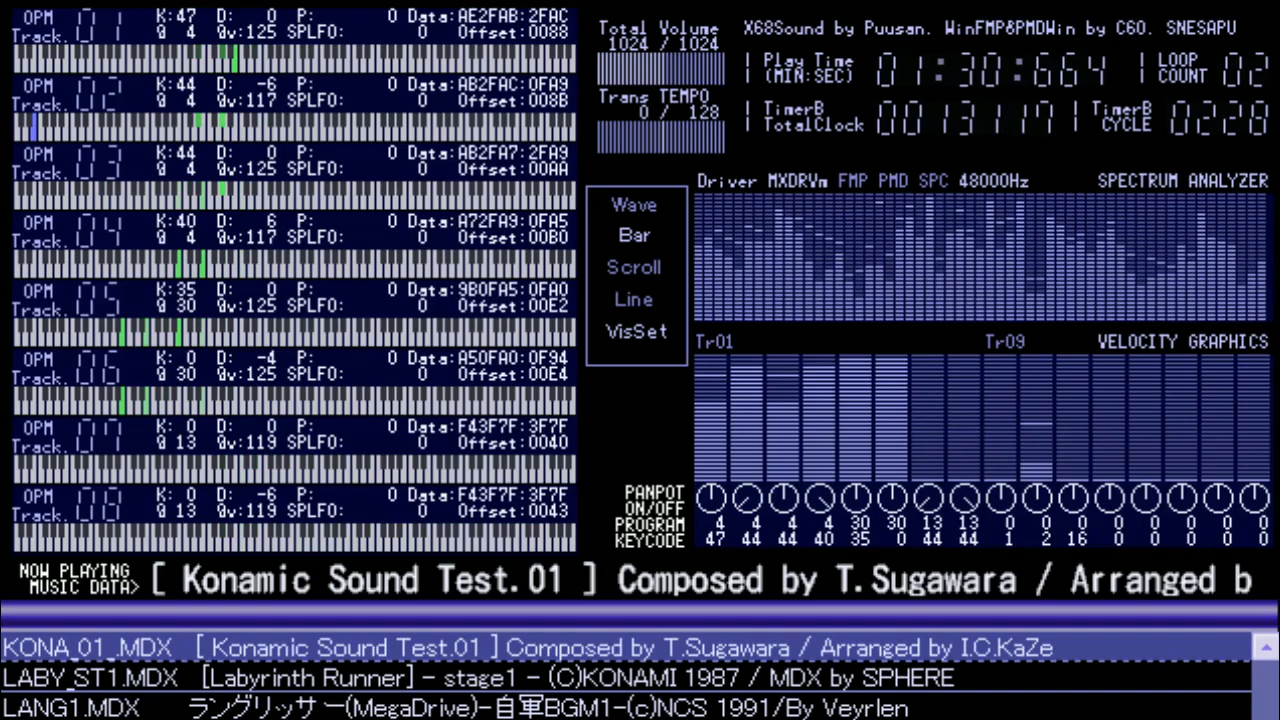 OPM Track. 01 K:47 D: 0 P: 0 Data:AE2FAB:2FAC
@ 4 @v:125 SPLFO: 0 Offset:0088
OPM Track. 02 K:44 D: -6 P: 0 Data:AB2FAC:0FA9
@ 4 @v:117 SPLFO: 0 Offset:008B
OPM Track. 03 K:44 D: 0 P: 0 Data:AB2FA7:2FA9
@ 4 @v:125 SPLFO: 0 Offset:00AA
OPM Track. 04 K:40 D: 6 P: 0 Data:A72FA9:0FA5
@ 4 @v:117 SPLFO: 0 Offset:00B0
OPM Track. 05 K:35 D: 0 P: 0 Data:9B0FA5:0FA0
@ 30 @v:125 SPLFO: 0 Offset:00E2
OPM Track. 06 K: 0 D: -4 P: 0 Data:A50FA0:0F94
@ 30 @v:125 SPLFO: 0 Offset:00E4
OPM Track. 07 K: 0 D: 0 P: 0 Data:F43F7F:3F7F
@ 13 @v:119 SPLFO: 0 Offset:0040
OPM Track. 08 K: 0 D: -6 P: 0 Data:F43F7F:3F7F
@ 13 @v:119 SPLFO: 0 Offset:0043
Total Volume
1024 / 1024
Trans TEMPO
0 / 128
X68Sound by Puusan. WinFMP&PMDWin by C60. SNESAPU
Play Time (MIN:SEC) 01:30:664 LOOP COUNT 02
TimerB TotalClock 0013117 TimerB CYCLE 0228
Wave
Bar
Scroll
Line
VisSet
Driver MXDRVm FMP PMD SPC 48000Hz SPECTRUM ANALYZER
Tr01 Tr09 VELOCITY GRAPHICS
PANPOT
ON/OFF
PROGRAM 4 4 4 4 30 30 13 13 0 0 0 0 0 0 0 0
KEYCODE 47 44 44 40 35 0 44 44 1 2 16 0 0 0 0 0
NOW PLAYING
MUSIC DATA> [ Konamic Sound Test.01 ] Composed by T.Sugawara / Arranged b
KONA_01_.MDX [ Konamic Sound Test.01 ] Composed by T.Sugawara / Arranged by I.C.KaZe
LABY_ST1.MDX [Labyrinth Runner] - stage1 - (C)KONAMI 1987 / MDX by SPHERE
LANG1.MDX ラングリッサー(MegaDrive)-自軍BGM1-(c)NCS 1991/By Veyrlen